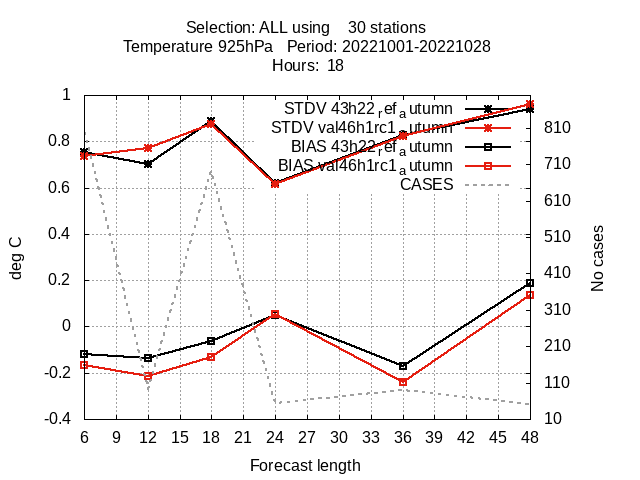 Selection: ALL using 30 stations
Temperature 925hPa Period: 20221001-20221028
Hours: 18
1
0.8
0.6
0.4
0.2
0
-0.2
-0.4
deg C
STDV 43h22ref_autumn
STDV val46h1rc1_autumn
BIAS 43h22ref_autumn
BIAS val46h1rc1_autumn
CASES
810
710
610
510
410
310
210
110
10
No cases
6 9 12 15 18 21 24 27 30 33 36 39 42 45 48
Forecast length